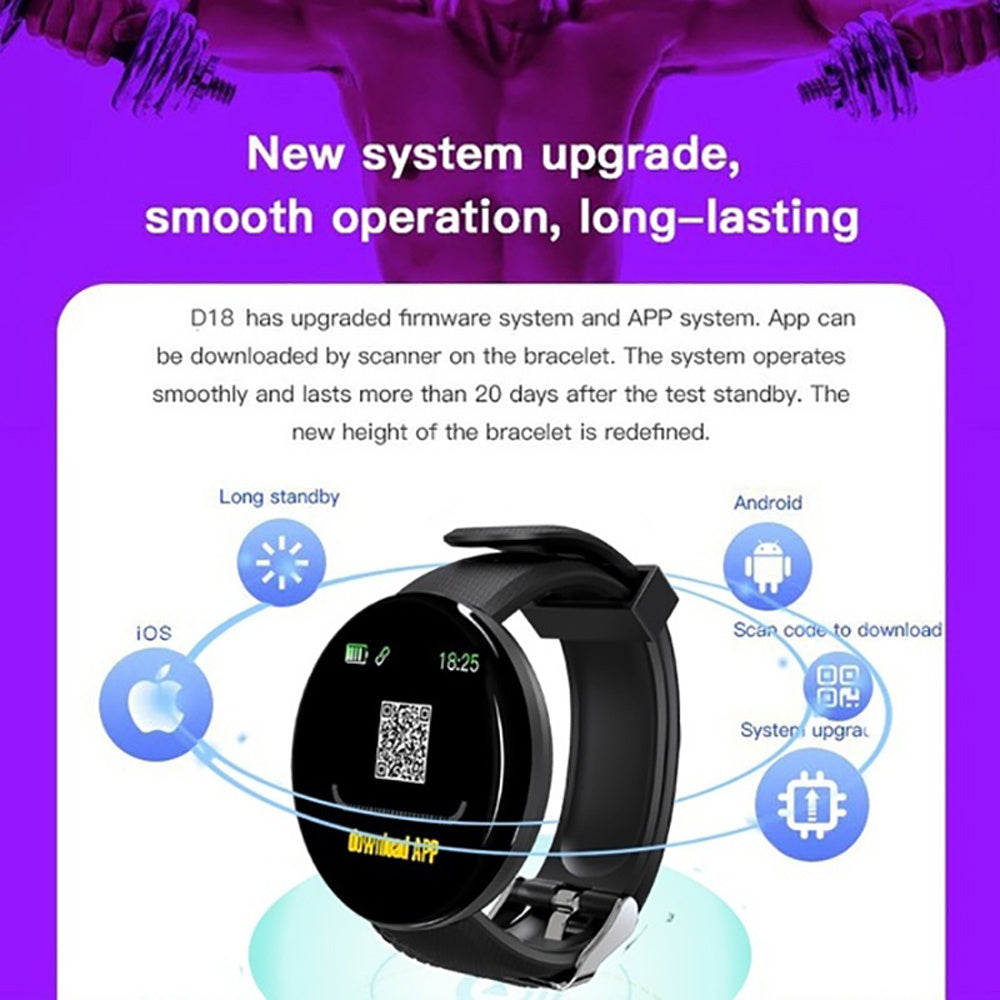 New system upgrade,
smooth operation, long-lasting
D18 has upgraded firmware system and APP system. App can
be downloaded by scanner on the bracelet. The system operates
smoothly and lasts more than 20 days after the test standby. The
new height of the bracelet is redefined.
Long standby
Android
iOS
Scan code to download
18:25
System upgra
download APP